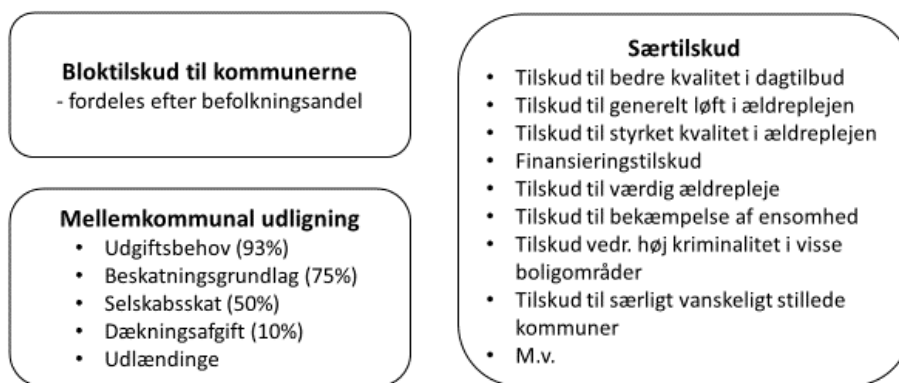 Bloktilskud til kommunerne
- fordeles efter befolkningsandel
Mellemkommunal udligning
• Udgiftsbehov (93%)
• Beskatningsgrundlag (75%)
• Selskabsskat (50%)
• Dækningsafgift (10%)
• Udlændinge
Særtilskud
• Tilskud til bedre kvalitet i dagtilbud
• Tilskud til generelt løft i ældreplejen
• Tilskud til styrket kvalitet i ældreplejen
• Finansieringstilskud
• Tilskud til værdig ældrepleje
• Tilskud til bekæmpelse af ensomhed
• Tilskud vedr. høj kriminalitet i visse
boligområder
• Tilskud til særligt vanskeligt stillede
kommuner
• M.v.